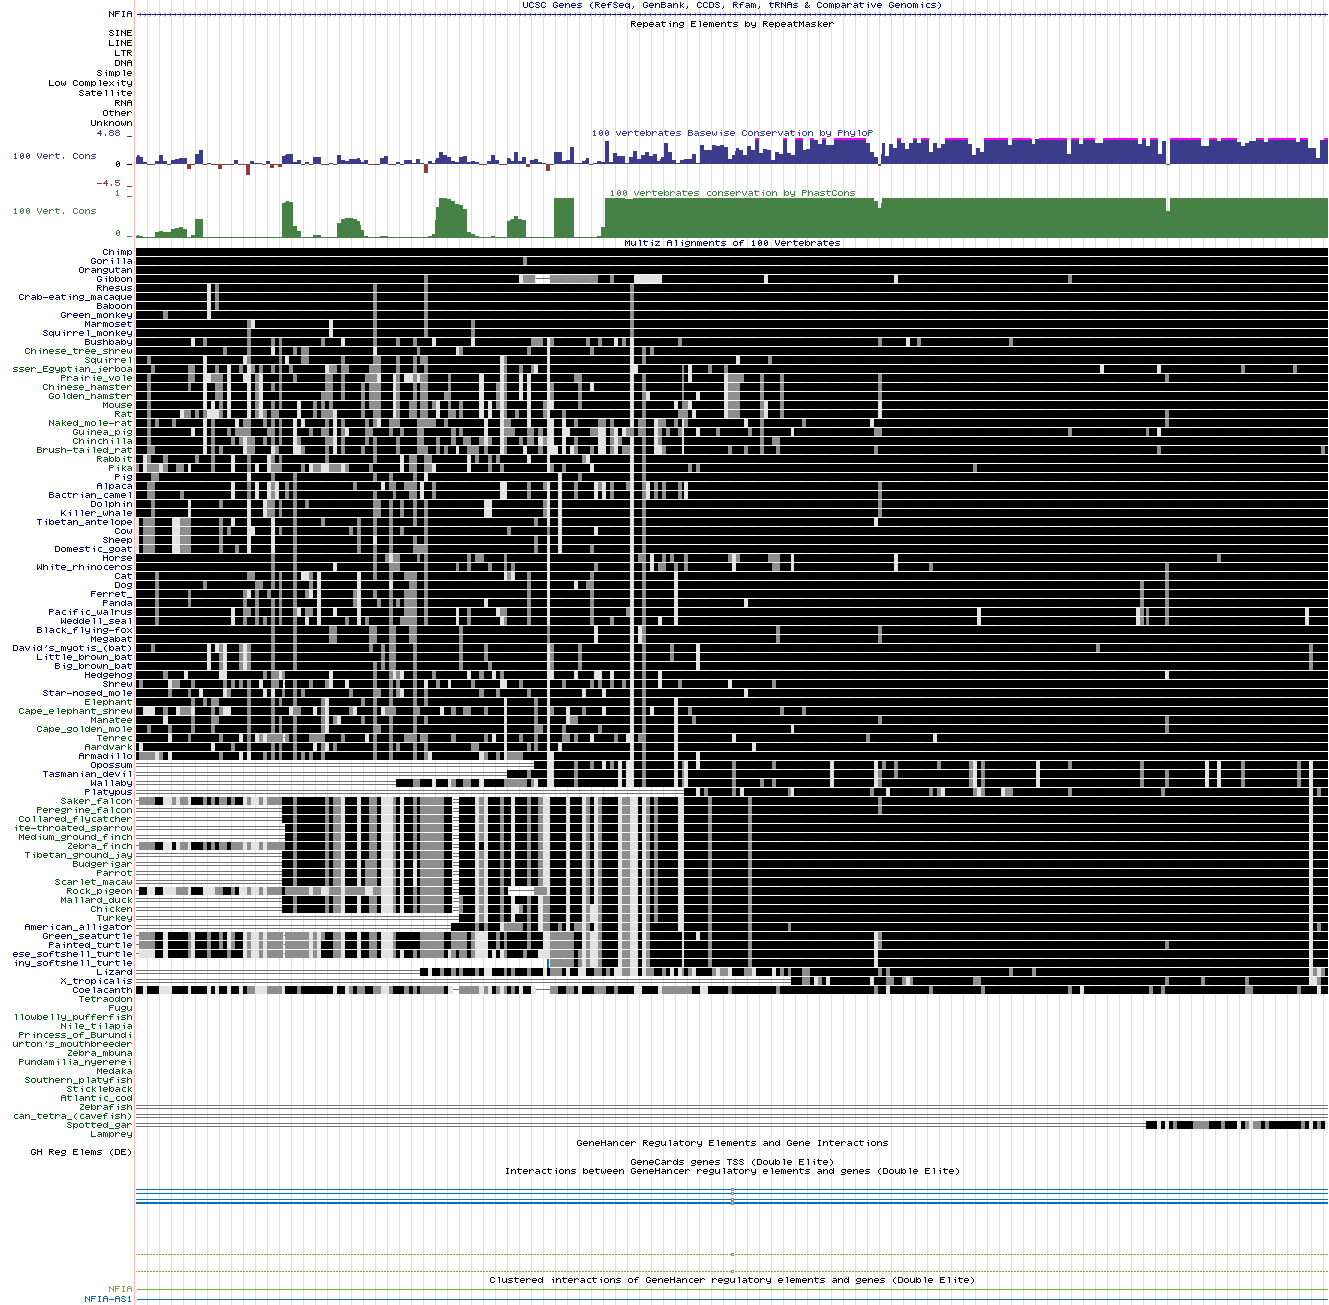 UCSC Genes (RefSeq, GenBank, CCDS, Rfam, tRNAs & Comparative Genomics)
NFIA
Repeating Elements by RepeatMasker
SINE
LINE
LTR
DNA
Simple
Low Complexity
Satellite
RNA
Other
Unknown
4.88 _
100 vertebrates Basewise Conservation by PhyloP
100 Vert. Cons
0 _
-4.5 _
1 _
100 vertebrates conservation by PhastCons
100 Vert. Cons
0 _
Multiz Alignments of 100 Vertebrates
Chimp
Gorilla
Orangutan
Gibbon
Rhesus
Crab-eating_macaque
Baboon
Green_monkey
Marmoset
Squirrel_monkey
Bushbaby
Chinese_tree_shrew
Squirrel
sser_Egyptian_jerboa
Prairie_vole
Chinese_hamster
Golden_hamster
Mouse
Rat
Naked_mole-rat
Guinea_pig
Chinchilla
Brush-tailed_rat
Rabbit
Pika
Pig
Alpaca
Bactrian_camel
Dolphin
Killer_whale
Tibetan_antelope
Cow
Sheep
Domestic_goat
Horse
White_rhinoceros
Cat
Dog
Ferret_
Panda
Pacific_walrus
Weddell_seal
Black_flying-fox
Megabat
David's_myotis_(bat)
Little_brown_bat
Big_brown_bat
Hedgehog
Shrew
Star-nosed_mole
Elephant
Cape_elephant_shrew
Manatee
Cape_golden_mole
Tenrec
Aardvark
Armadillo
Opossum
Tasmanian_devil
Wallaby
Platypus
Saker_falcon
Peregrine_falcon
Collared_flycatcher
ite-throated_sparrow
Medium_ground_finch
Zebra_finch
Tibetan_ground_jay
Budgerigar
Parrot
Scarlet_macaw
Rock_pigeon
Mallard_duck
Chicken
Turkey
American_alligator
Green_seaturtle
Painted_turtle
ese_softshell_turtle
iny_softshell_turtle
Lizard
X_tropicalis
Coelacanth
Tetraodon
Fugu
llowbelly_pufferfish
Nile_tilapia
Princess_of_Burundi
urton's_mouthbreeder
Zebra_mbuna
Pundamilia_nyererei
Medaka
Southern_platyfish
Stickleback
Atlantic_cod
Zebrafish
can_tetra_(cavefish)
Spotted_gar
Lamprey
GeneHancer Regulatory Elements and Gene Interactions
GH Reg Elems (DE)
GeneCards genes TSS (Double Elite)
Interactions between GeneHancer regulatory elements and genes (Double Elite)
Clustered interactions of GeneHancer regulatory elements and genes (Double Elite)
NFIA
NFIA-AS1